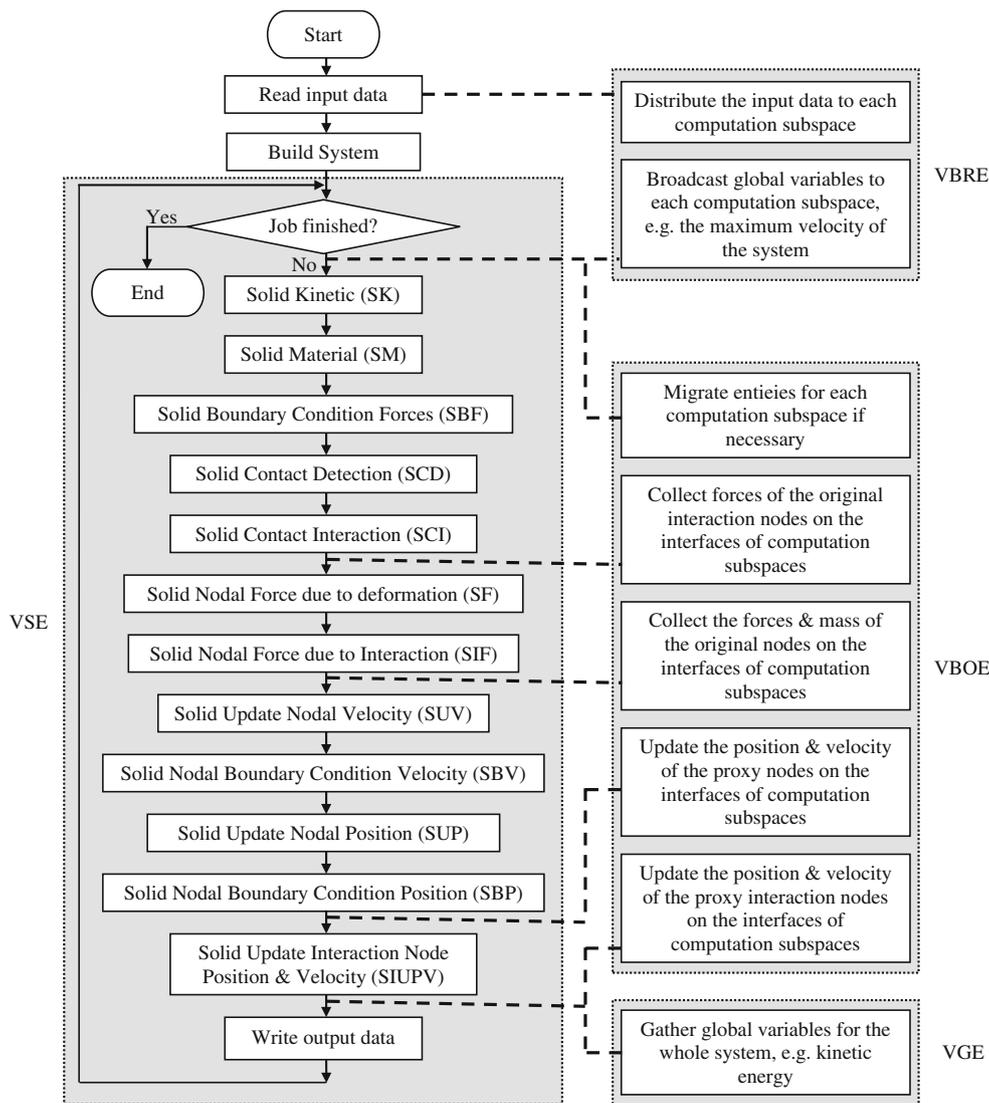 Start
Read input data
Build System
Job finished?
Yes
No
End
Solid Kinetic (SK)
Solid Material (SM)
Solid Boundary Condition Forces (SBF)
Solid Contact Detection (SCD)
Solid Contact Interaction (SCI)
Solid Nodal Force due to deformation (SF)
Solid Nodal Force due to Interaction (SIF)
Solid Update Nodal Velocity (SUV)
Solid Nodal Boundary Condition Velocity (SBV)
Solid Update Nodal Position (SUP)
Solid Nodal Boundary Condition Position (SBP)
Solid Update Interaction Node
Position & Velocity (SIUPV)
Write output data
VSE
Distribute the input data to each
computation subspace
Broadcast global variables to
each computation subspace,
e.g. the maximum velocity of
the system
VBRE
Migrate entieies for each
computation subspace if
necessary
Collect forces of the original
interaction nodes on the
interfaces of computation
subspaces
Collect the forces & mass of
the original nodes on the
interfaces of computation
subspaces
Update the position & velocity
of the proxy nodes on the
interfaces of computation
subspaces
Update the position & velocity
of the proxy interaction nodes
on the interfaces of
computation subspaces
VBOE
Gather global variables for the
whole system, e.g. kinetic
energy
VGE